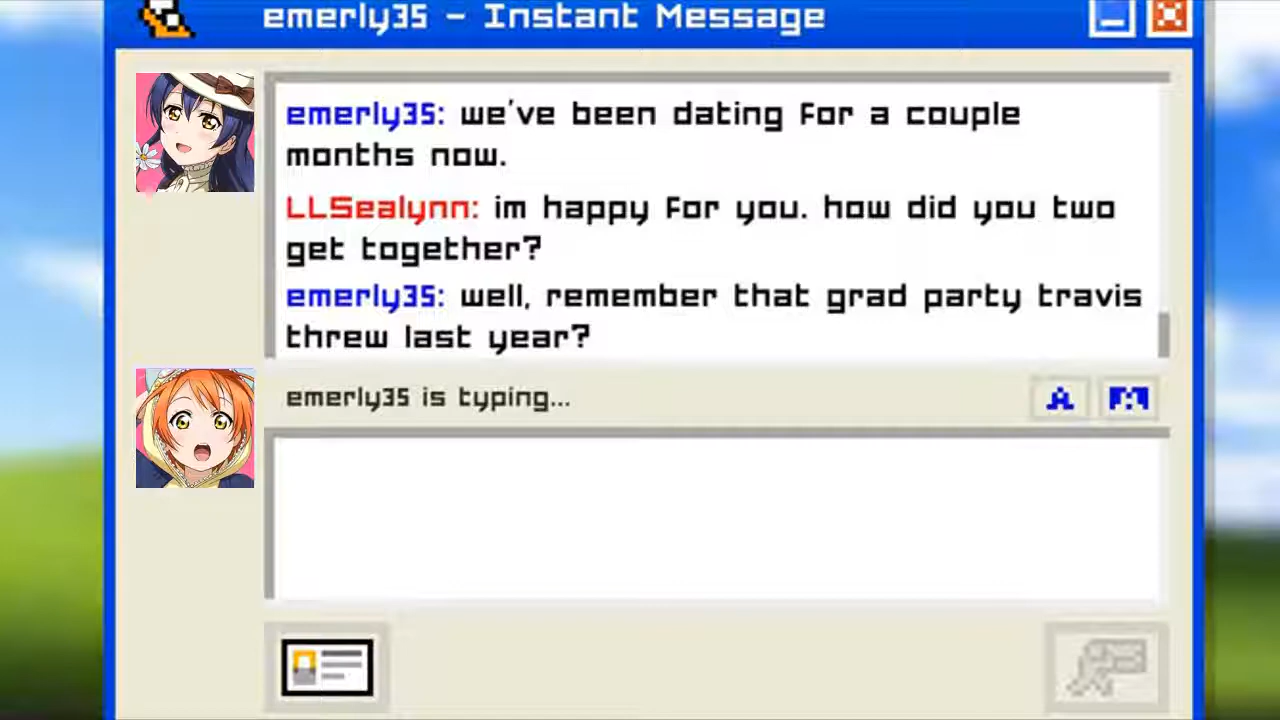 emerly35 - Instant Message
emerly35: we've been dating for a couple
months now.
LLSealynn: im happy for you. how did you two
get together?
emerly35: well, remember that grad party travis
threw last year?
emerly35 is typing...
A